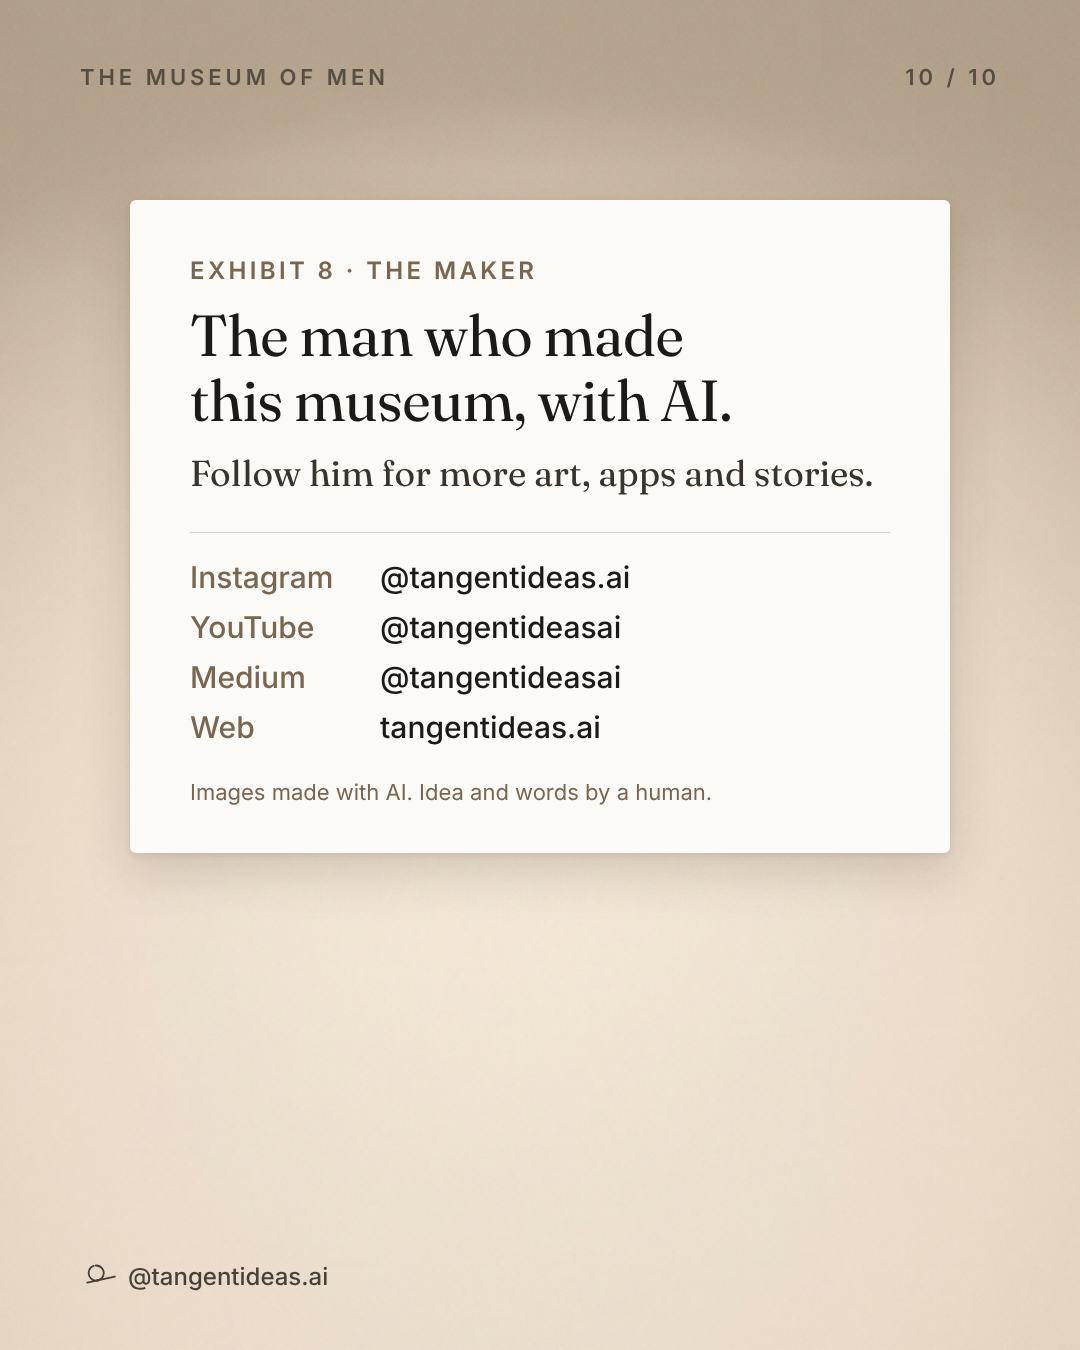 THE MUSEUM OF MEN
10 / 10
EXHIBIT 8 · THE MAKER
The man who made
this museum, with AI.
Follow him for more art, apps and stories.
Instagram @tangentideas.ai
YouTube @tangentideasai
Medium @tangentideasai
Web tangentideas.ai
Images made with AI. Idea and words by a human.
@tangentideas.ai